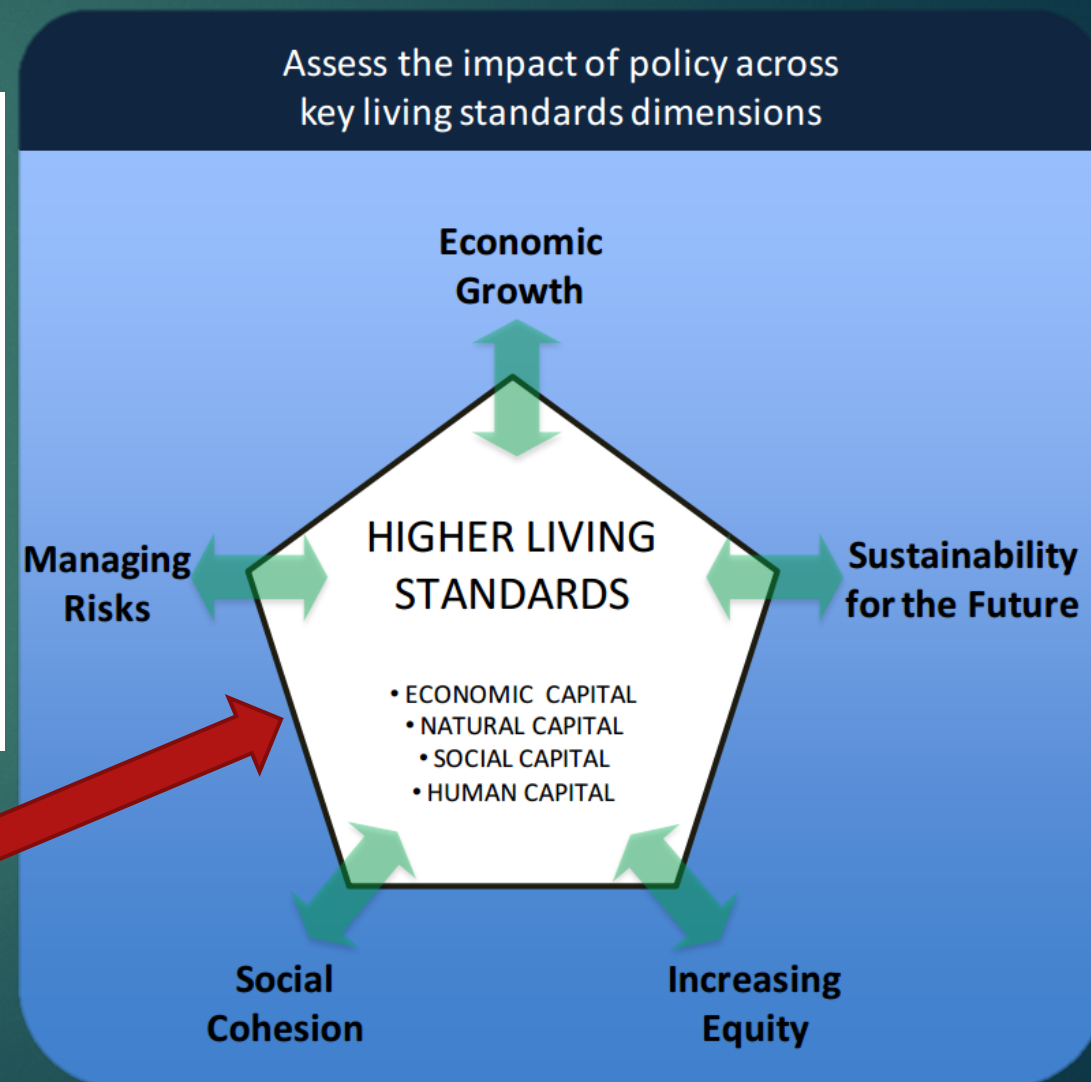 Assess the impact of policy across
key living standards dimensions
Economic
Growth
Managing
Risks
HIGHER LIVING
STANDARDS
Sustainability
for the Future
• ECONOMIC CAPITAL
• NATURAL CAPITAL
• SOCIAL CAPITAL
• HUMAN CAPITAL
Social
Cohesion
Increasing
Equity